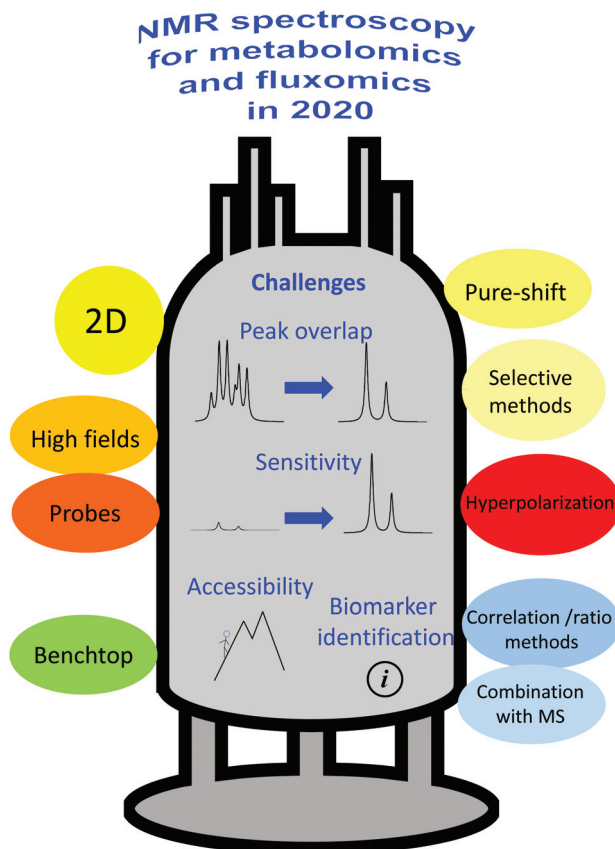 NMR spectroscopy
for metabolomics
and fluxomics
in 2020
Challenges
2D
Pure-shift
Peak overlap
Selective
methods
High fields
Sensitivity
Probes
Hyperpolarization
Accessibility
Biomarker
identification
Correlation /ratio
methods
Benchtop
i
Combination
with MS